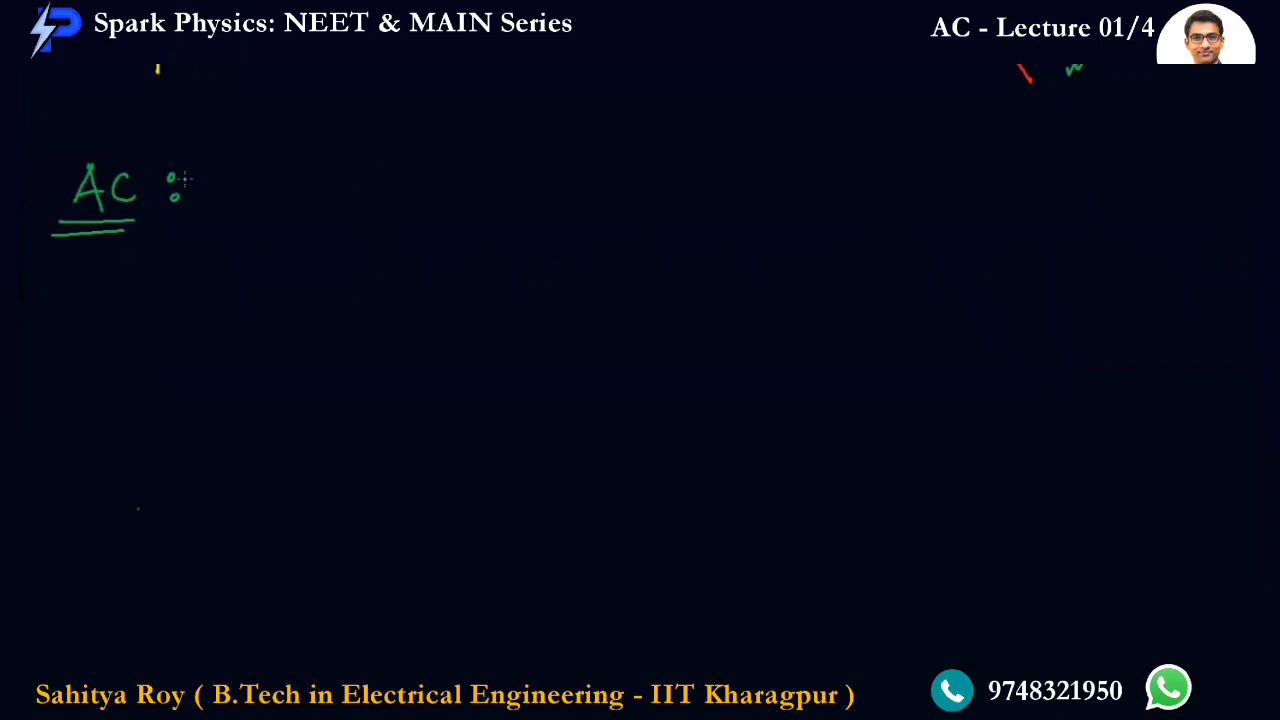 Spark Physics: NEET & MAIN Series
AC - Lecture 01/4
AC :
Sahitya Roy ( B.Tech in Electrical Engineering - IIT Kharagpur )
9748321950